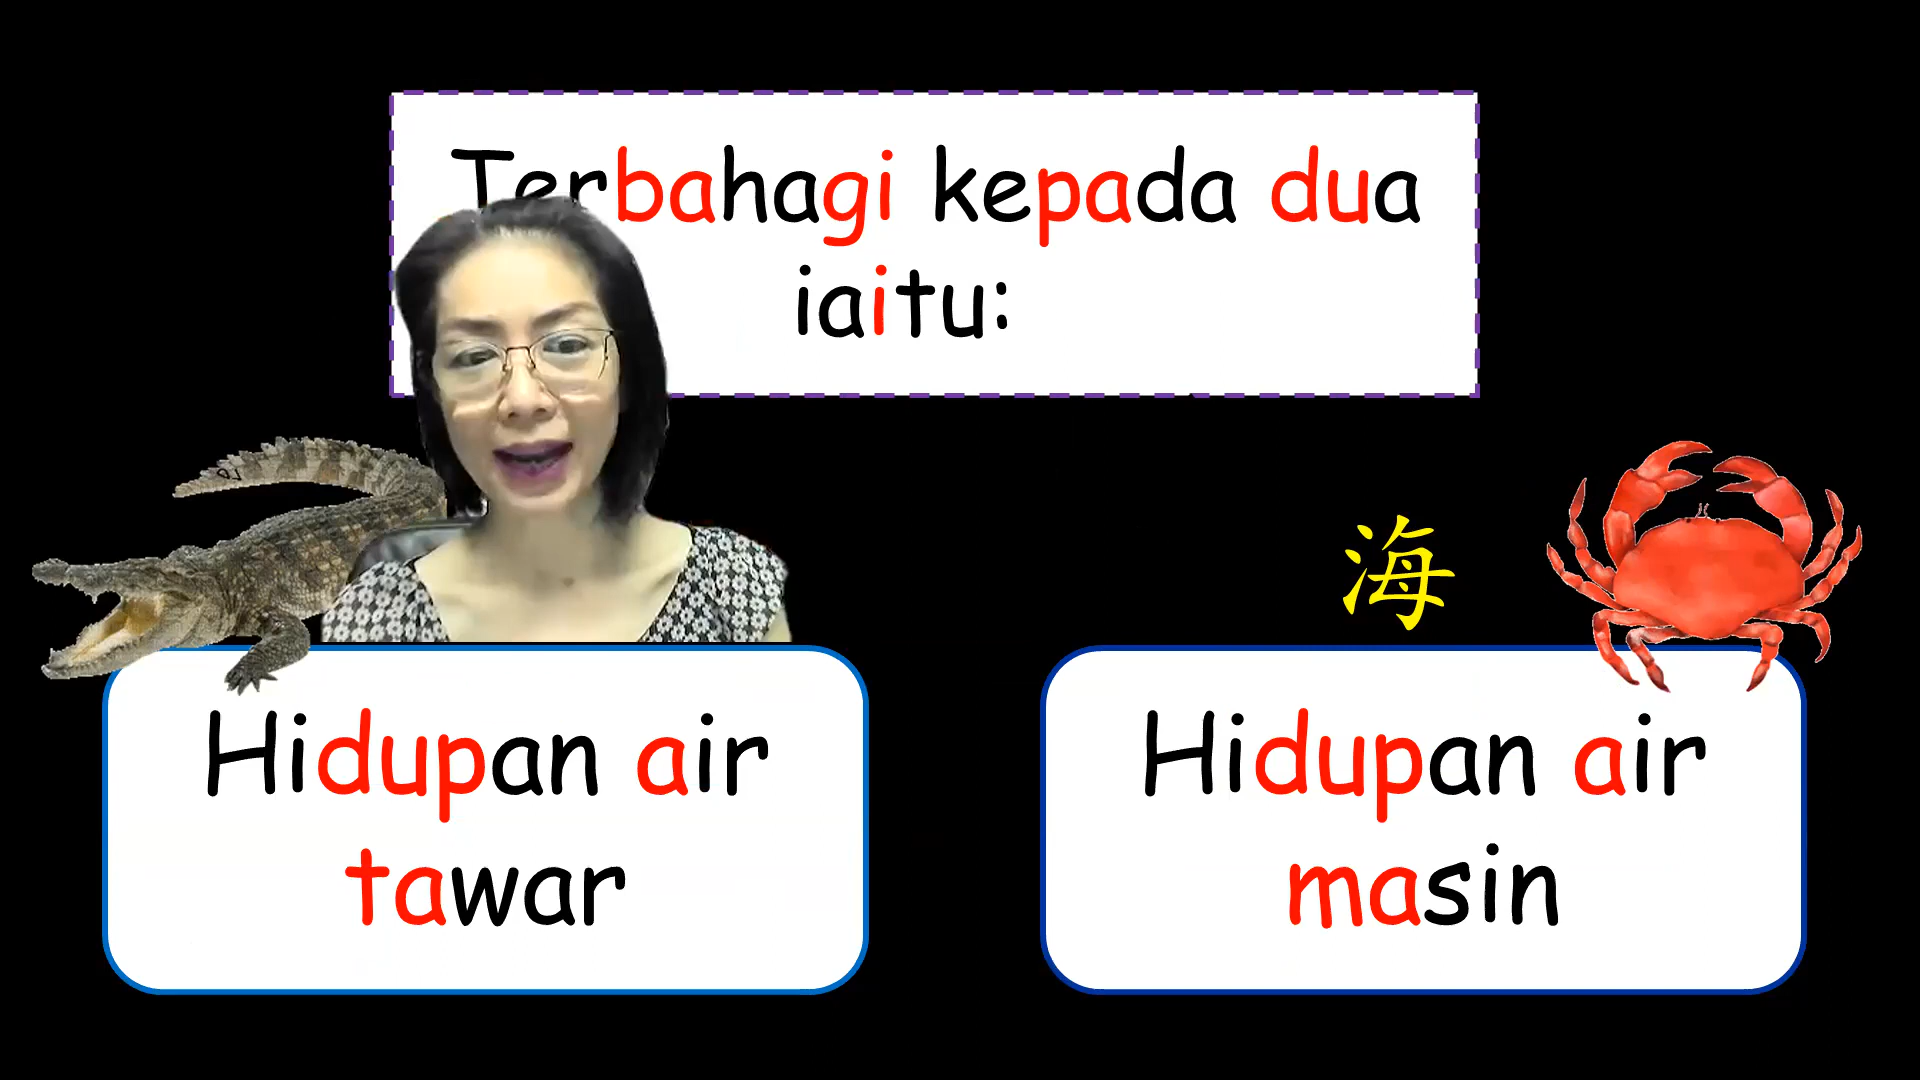 Terbahagi kepada dua
iaitu:
海
Hidupan air
tawar
Hidupan air
masin